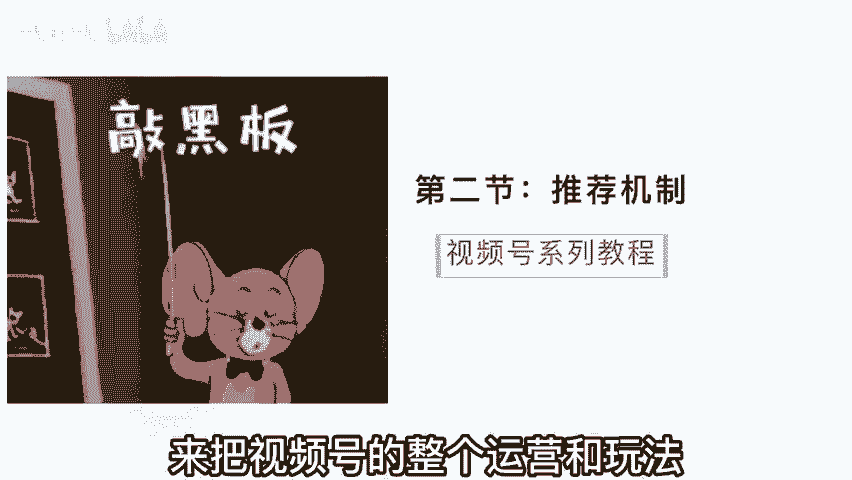 敲黑板
第二节：推荐机制
视频号系列教程
来把视频号的整个运营和玩法